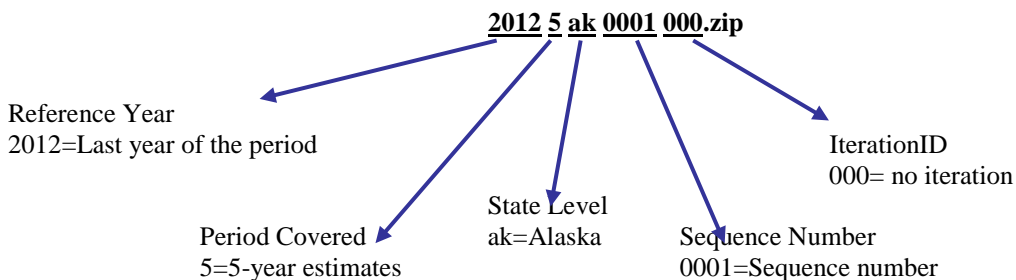 2012 5 ak 0001 000.zip
Reference Year
2012=Last year of the period
IterationID
000= no iteration
State Level
ak=Alaska
Period Covered
5=5-year estimates
Sequence Number
0001=Sequence number